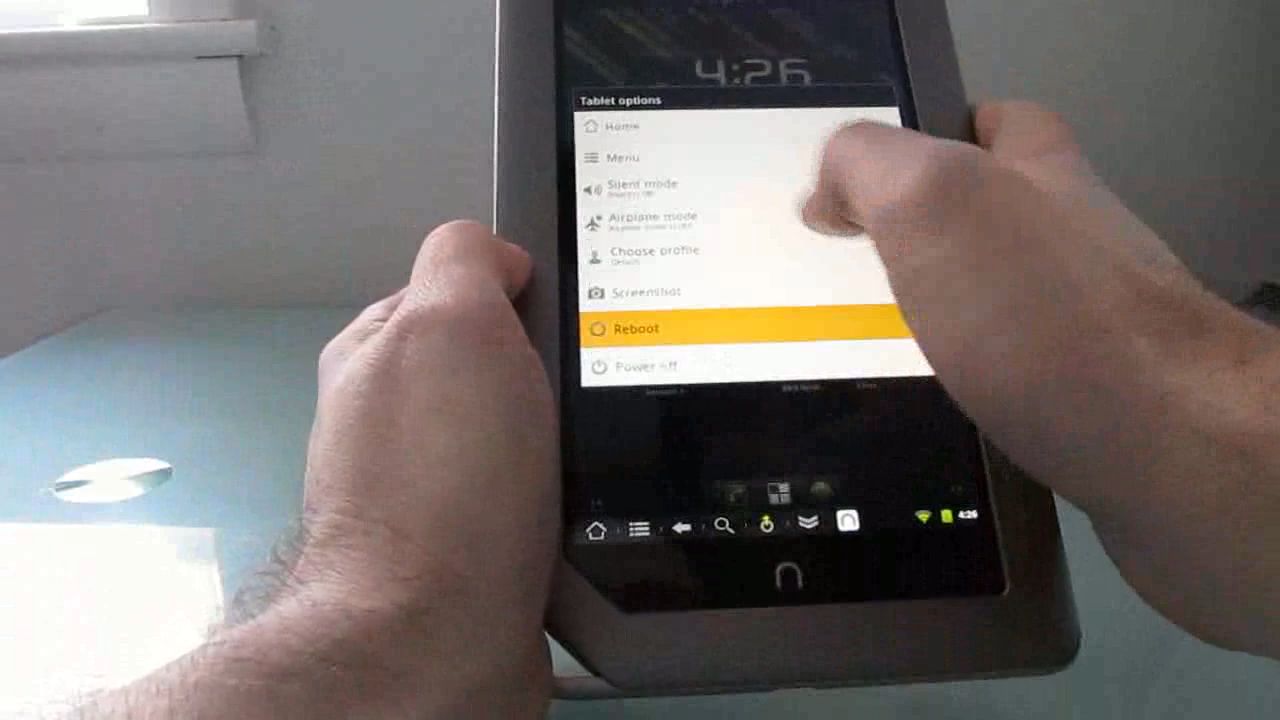 4:26
Tablet options
Home
Menu
Silent mode
Airplane mode
Choose profile
Screenshot
Reboot
Power off
4:26